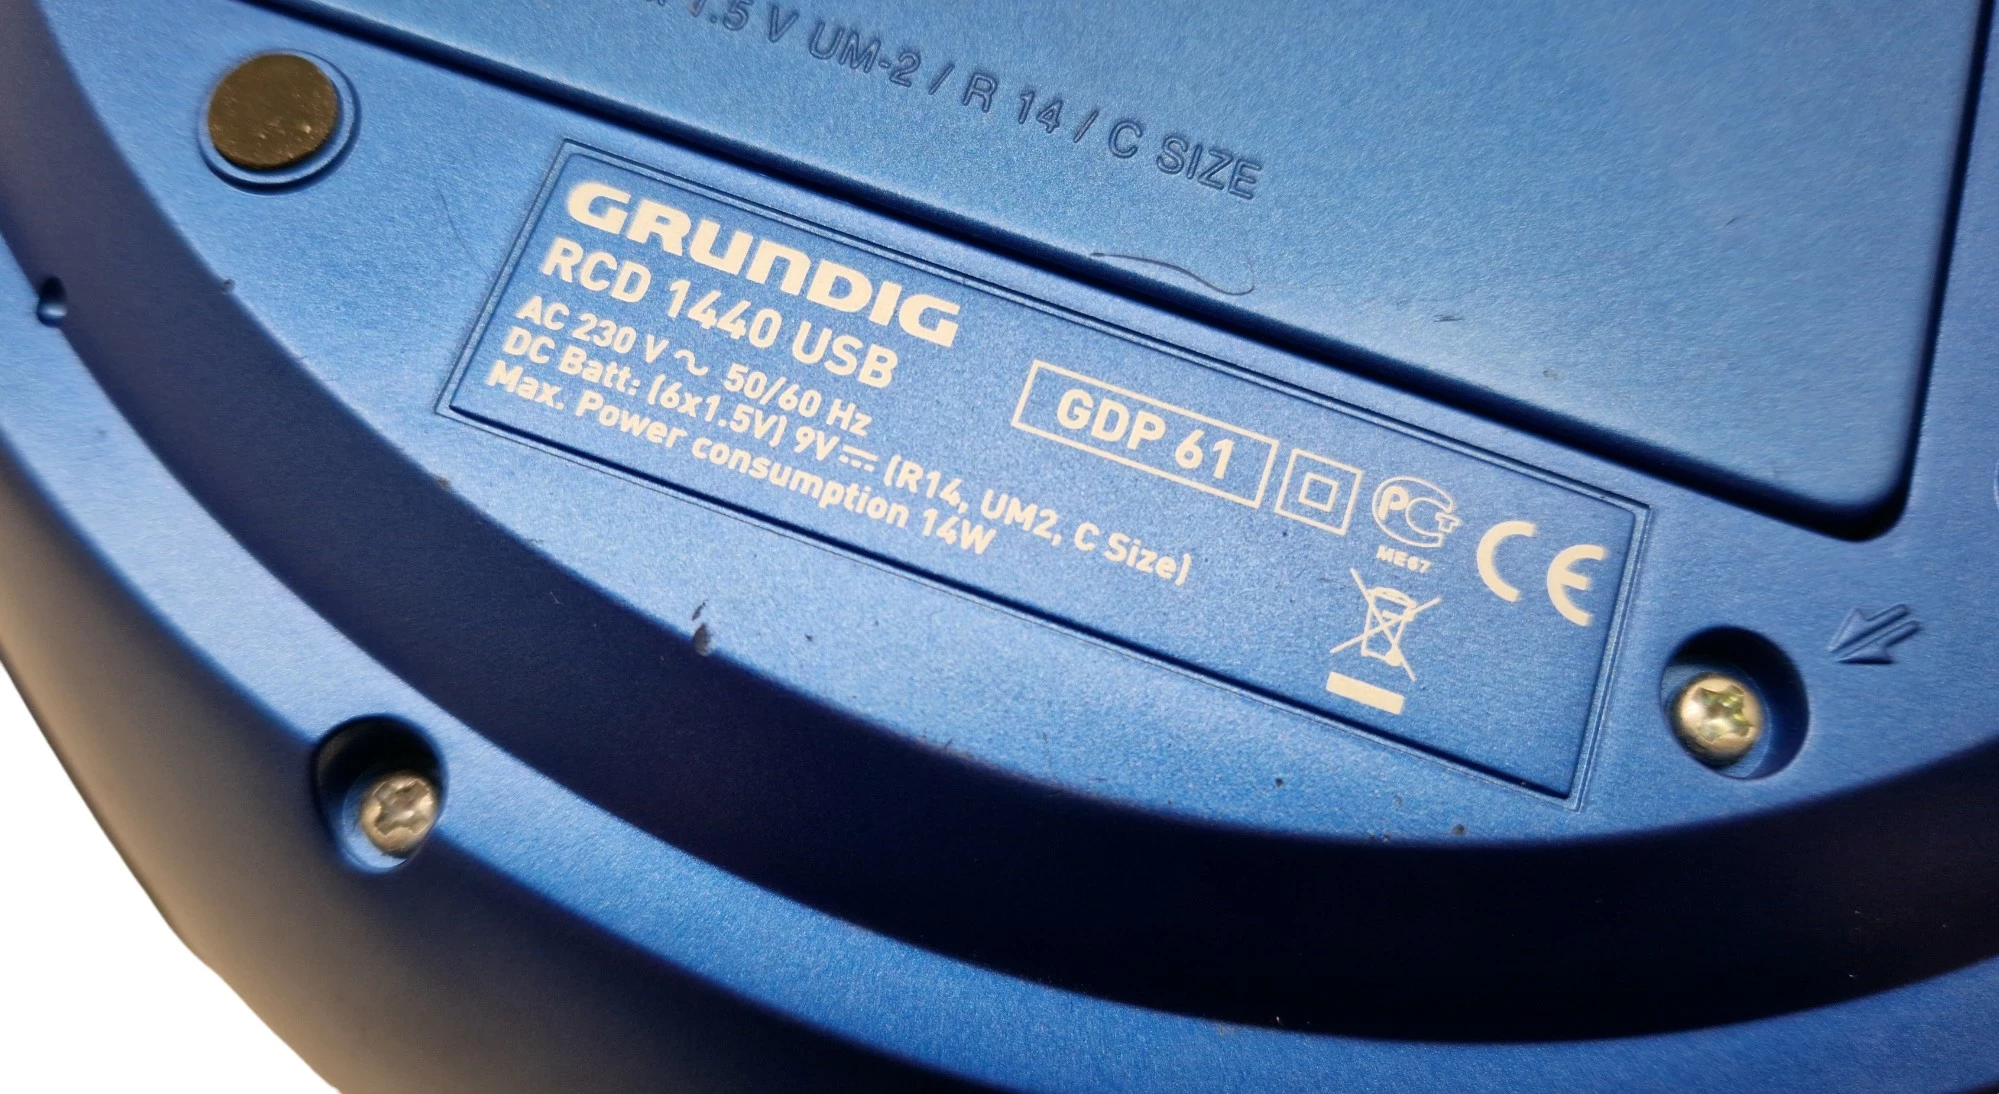 1.5 V UM-2 / R 14 / C SIZE
GRUNDIG
RCD 1440 USB
AC 230 V ~ 50/60 Hz
DC Batt: (6x1.5V) 9V⎓ (R14, UM2, C Size)
Max. Power consumption 14W
GDP 61
PCT
ME67
CE